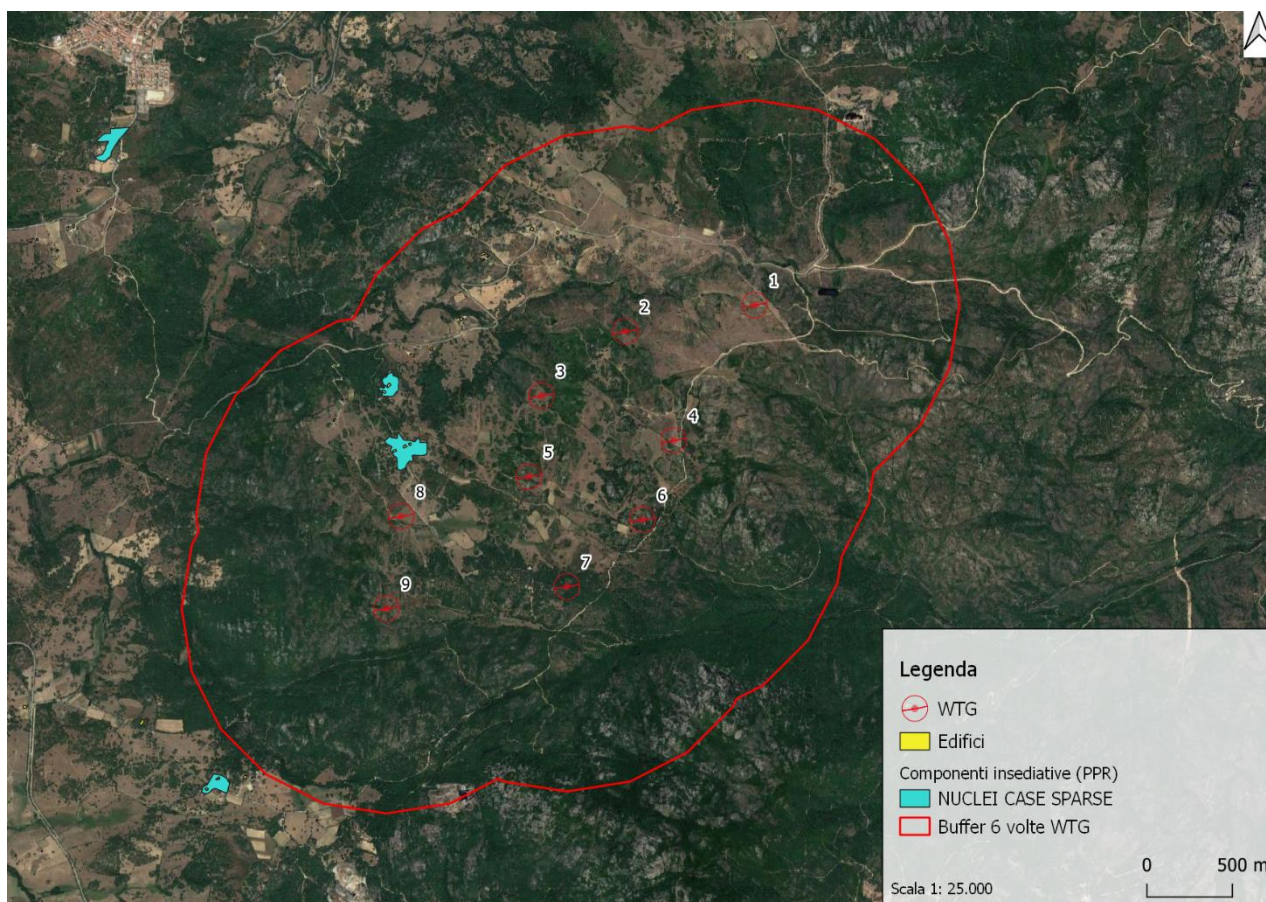 1
2
3
4
5
6
7
8
9
Legenda
WTG
Edifici
Componenti insediative (PPR)
NUCLEI CASE SPARSE
Buffer 6 volte WTG
0 500 m
Scala 1: 25.000